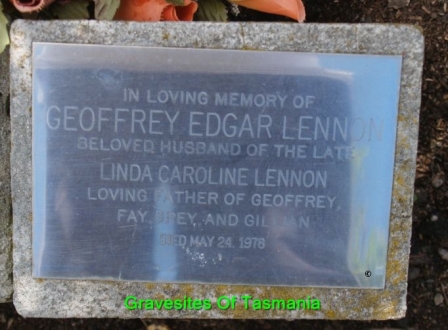 IN LOVING MEMORY OF
GEOFFREY EDGAR LENNON
BELOVED HUSBAND OF THE LATE
LINDA CAROLINE LENNON
LOVING FATHER OF GEOFFREY,
FAY, AND GILLIAN
DIED MAY 24, 1978
©
Gravesites Of Tasmania